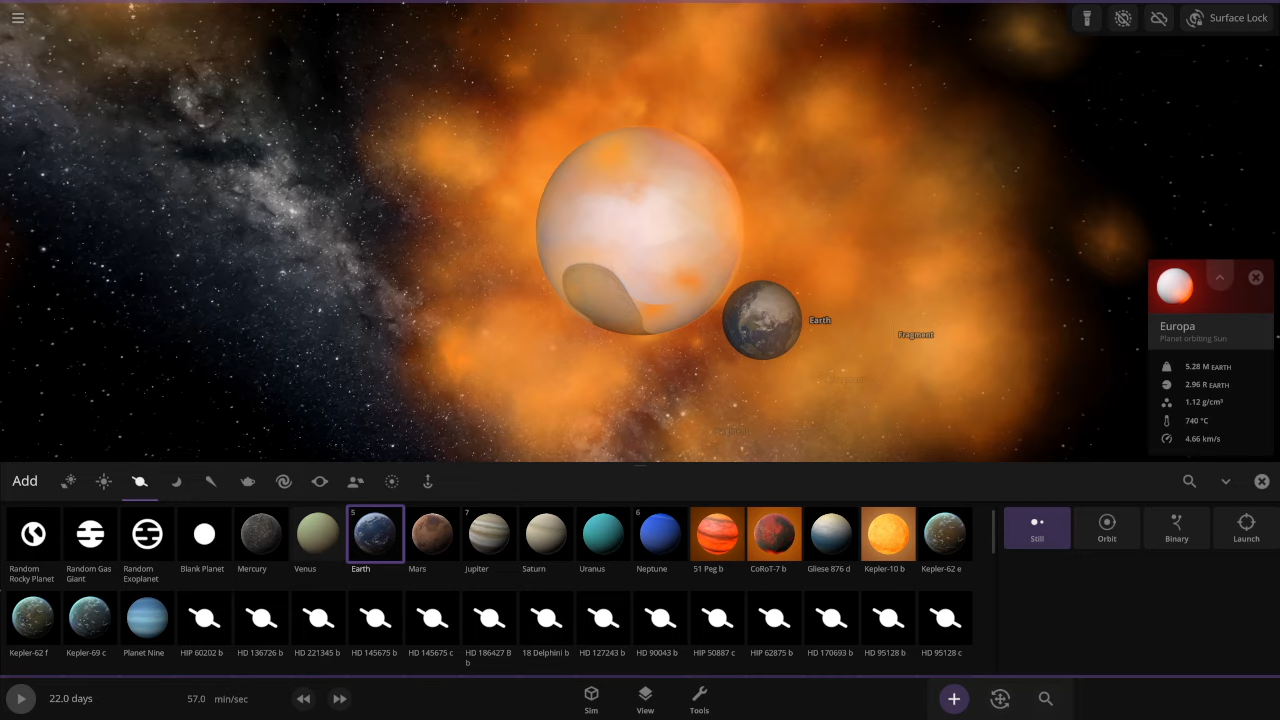 Surface Lock
Earth
Fragment
Europa
Planet orbiting Sun
5.28 M EARTH
2.96 R EARTH
1.12 g/cm³
740 °C
4.66 km/s
Add
5
7
6
Random Rocky Planet
Random Gas Giant
Random Exoplanet
Blank Planet
Mercury
Venus
Earth
Mars
Jupiter
Saturn
Uranus
Neptune
51 Peg b
CoRoT-7 b
Gliese 876 d
Kepler-10 b
Kepler-62 e
Still
Orbit
Binary
Launch
Kepler-62 f
Kepler-69 c
Planet Nine
HIP 60202 b
HD 136726 b
HD 221345 b
HD 145675 b
HD 145675 c
HD 186427 B b
18 Delphini b
HD 127243 b
HD 90043 b
HIP 50887 c
HIP 62875 b
HD 170693 b
HD 95128 b
HD 95128 c
22.0 days
57.0 min/sec
Sim
View
Tools